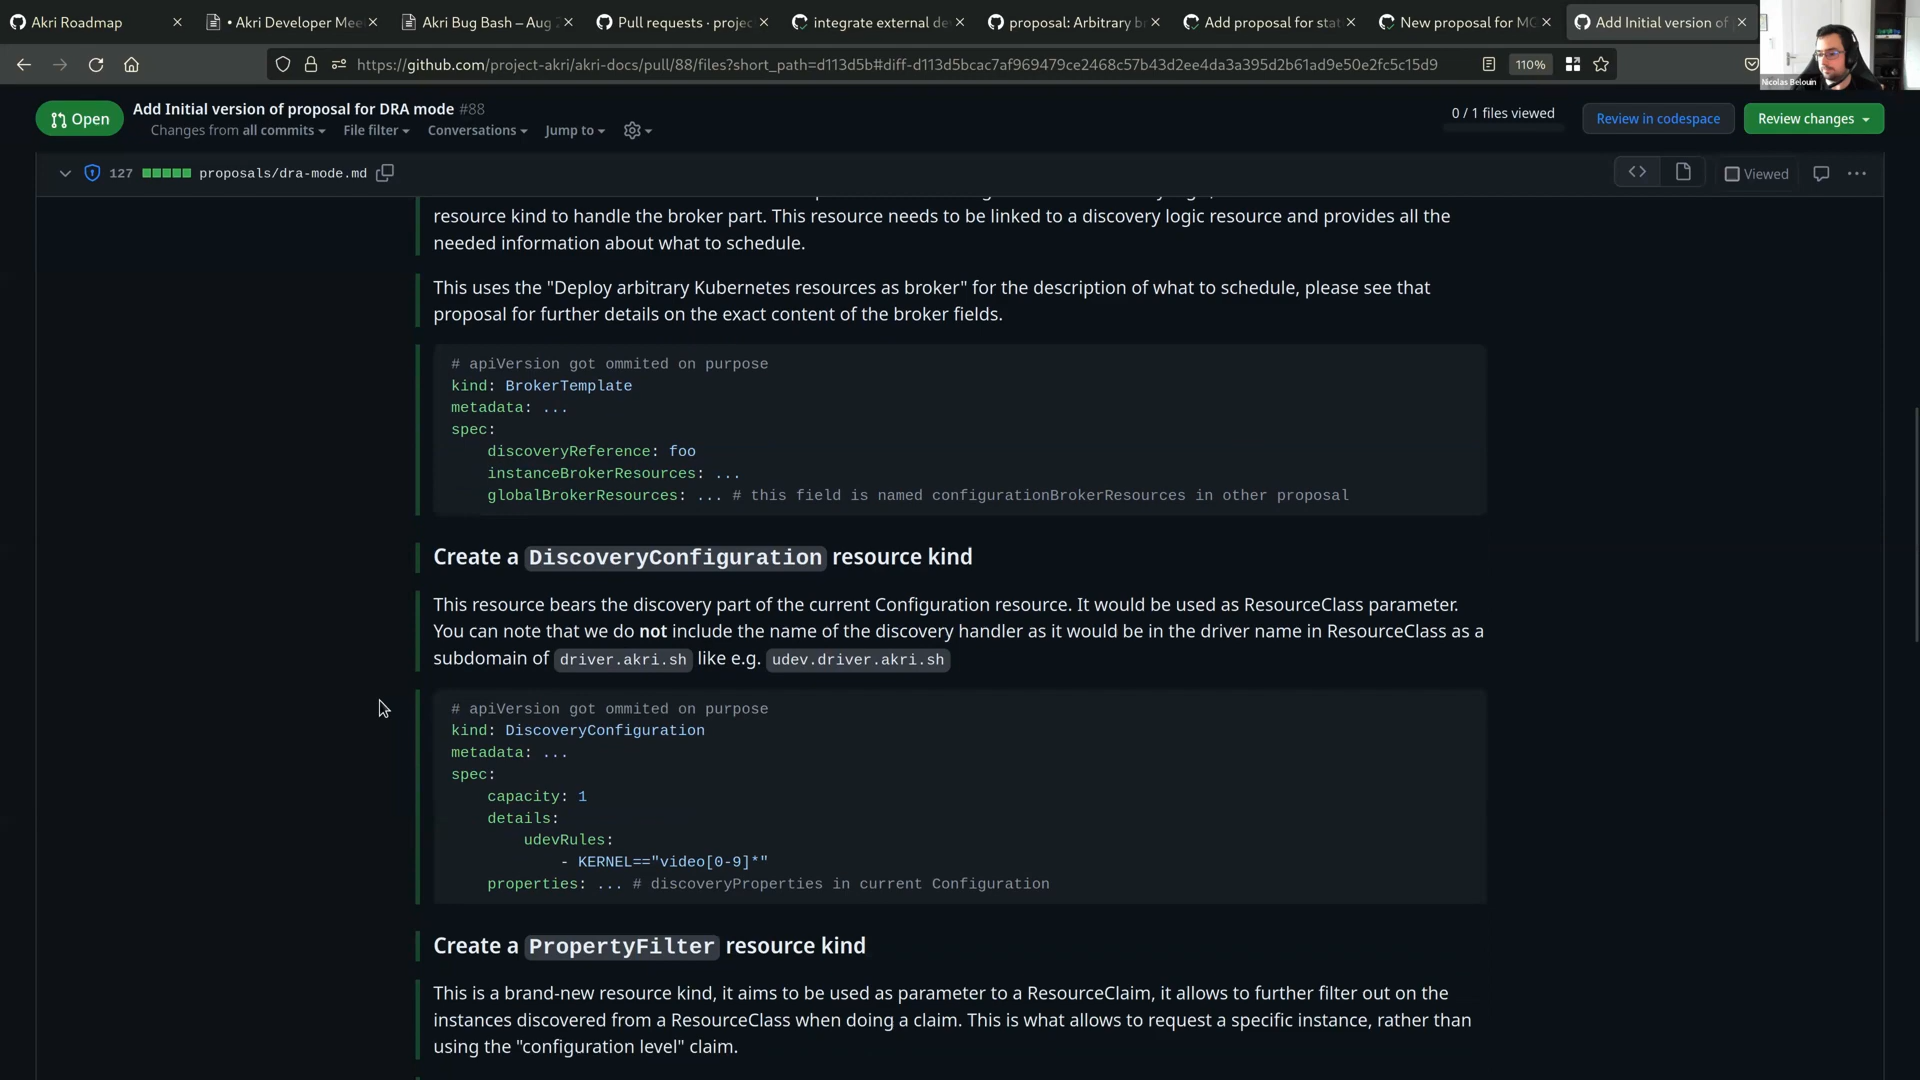 Akri Roadmap
• Akri Developer Mee
Akri Bug Bash – Aug
Pull requests · projec
integrate external de
proposal: Arbitrary b
Add proposal for stat
New proposal for MC
Add Initial version of
https://github.com/project-akri/akri-docs/pull/88/files?short_path=d113d5b#diff-d113d5bcac7af969479ce2468c57b43d2ee4da3a395d2b61ad9e50e2fc5c15d9
110%
Nicolas Belouin
Open
Add Initial version of proposal for DRA mode #88
Changes from all commits
File filter
Conversations
Jump to
0 / 1 files viewed
Review in codespace
Review changes
127
proposals/dra-mode.md
Viewed
resource kind to handle the broker part. This resource needs to be linked to a discovery logic resource and provides all the
needed information about what to schedule.
This uses the "Deploy arbitrary Kubernetes resources as broker" for the description of what to schedule, please see that
proposal for further details on the exact content of the broker fields.
# apiVersion got ommited on purpose
kind: BrokerTemplate
metadata: ...
spec:
discoveryReference: foo
instanceBrokerResources: ...
globalBrokerResources: ... # this field is named configurationBrokerResources in other proposal
Create a DiscoveryConfiguration resource kind
This resource bears the discovery part of the current Configuration resource. It would be used as ResourceClass parameter.
You can note that we do not include the name of the discovery handler as it would be in the driver name in ResourceClass as a
subdomain of driver.akri.sh like e.g. udev.driver.akri.sh
# apiVersion got ommited on purpose
kind: DiscoveryConfiguration
metadata: ...
spec:
capacity: 1
details:
udevRules:
- KERNEL=="video[0-9]*"
properties: ... # discoveryProperties in current Configuration
Create a PropertyFilter resource kind
This is a brand-new resource kind, it aims to be used as parameter to a ResourceClaim, it allows to further filter out on the
instances discovered from a ResourceClass when doing a claim. This is what allows to request a specific instance, rather than
using the "configuration level" claim.